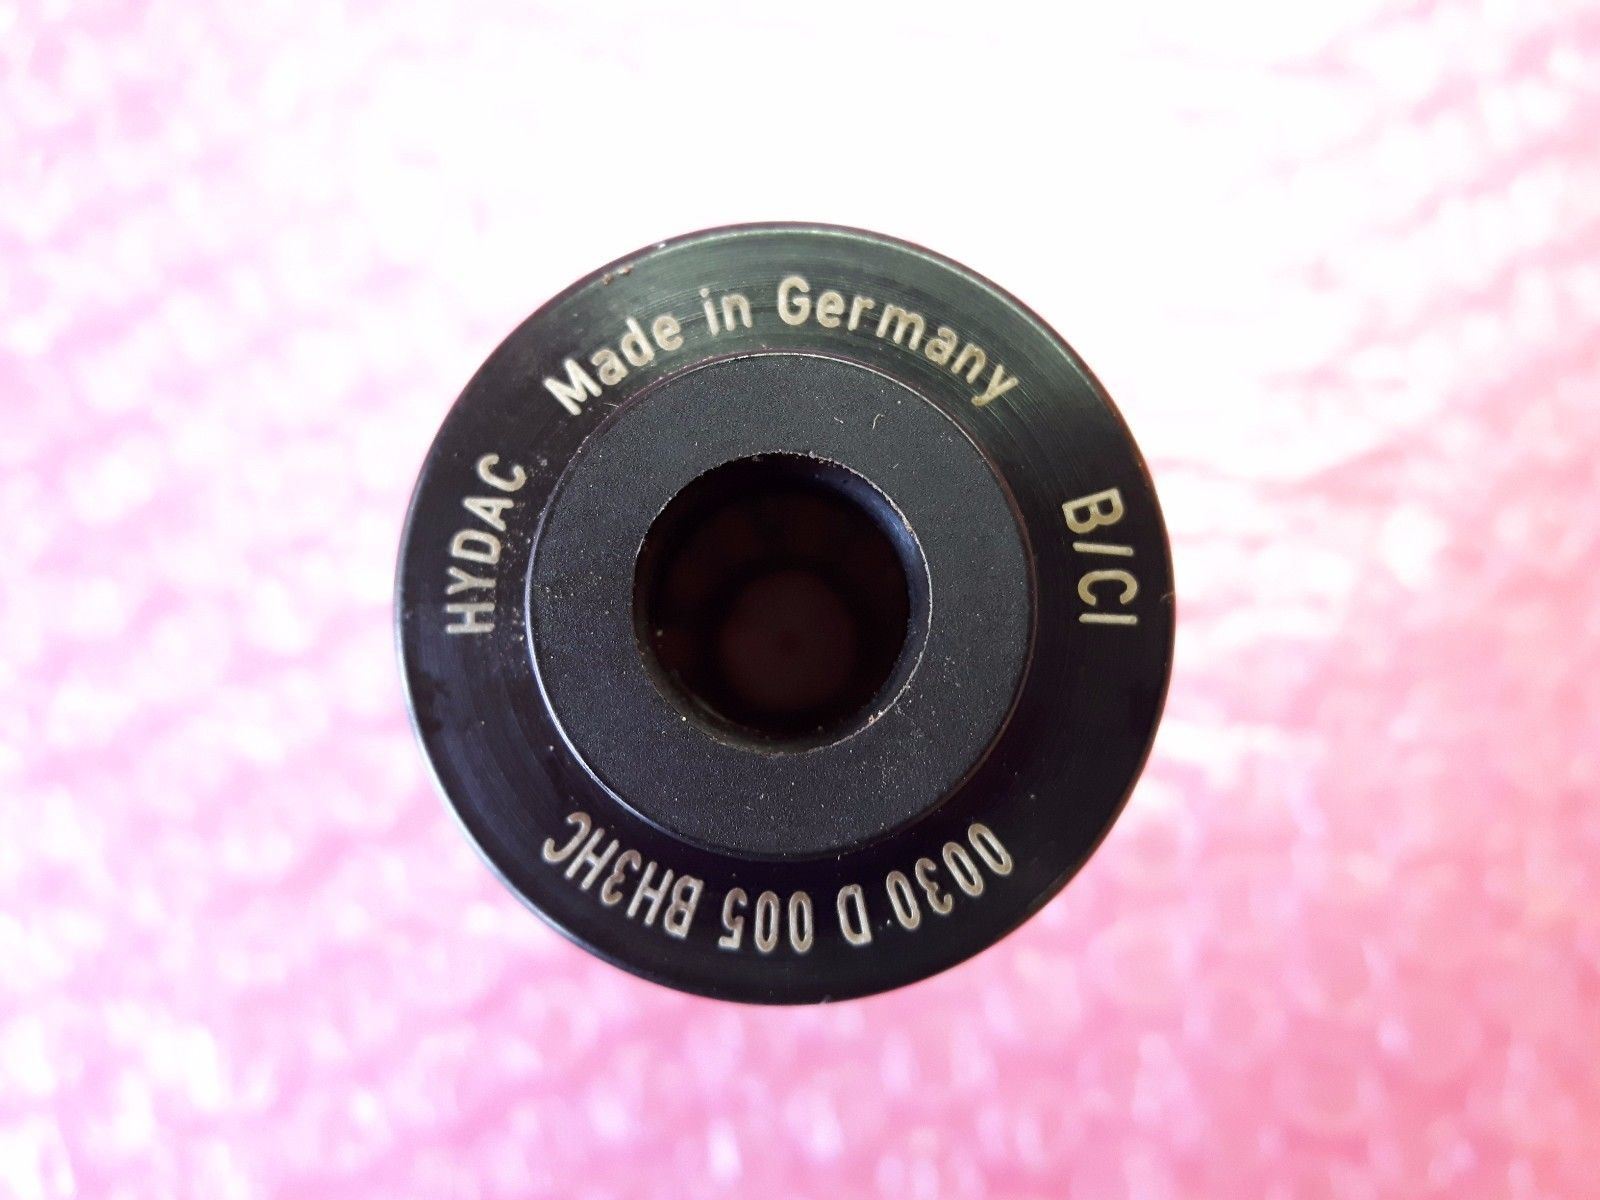 HYDAC
Made in Germany
B/CI
0030 D 005 BH3HC